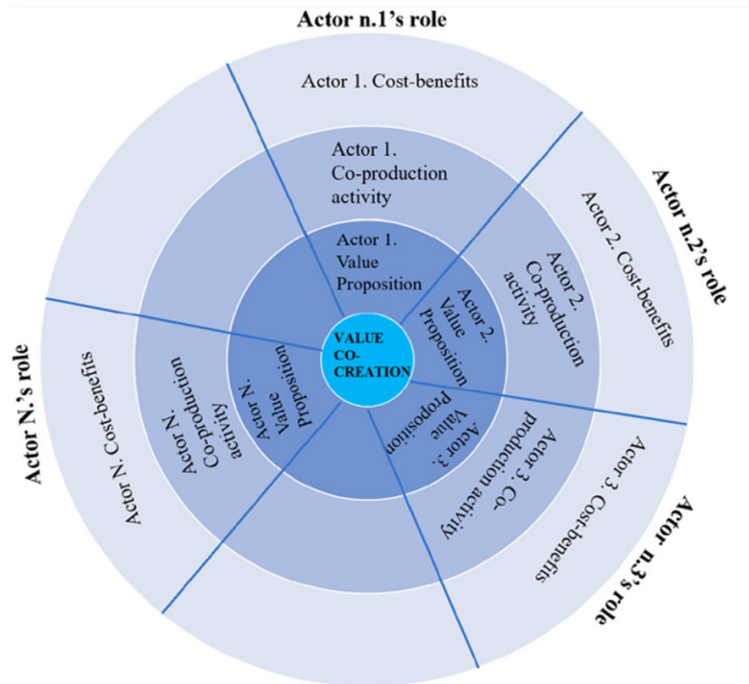 Actor n.1's role
Actor 1. Cost-benefits
Actor 1.
Co-production
activity
Actor 1.
Value
Proposition
Actor n.2's role
Actor 2. Cost-benefits
Actor 2.
Co-production
activity
Actor 2.
Value
Proposition
VALUE
CO-
CREATION
Actor n.3's role
Actor 3. Cost-benefits
Actor 3. Co-
production activity
Actor 3.
Value
Proposition
Actor N.'s role
Actor N. Cost-benefits
Actor N.
Co-production
activity
Actor N.
Value
Proposition